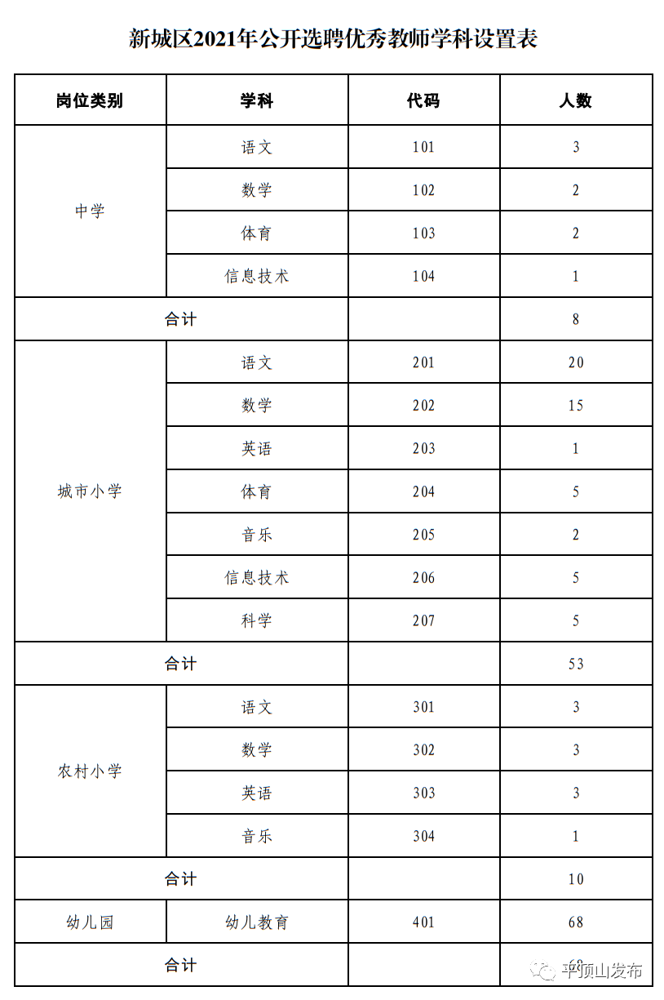 新城区2021年公开选聘优秀教师学科设置表
岗位类别 学科 代码 人数
中学 语文 101 3
数学 102 2
体育 103 2
信息技术 104 1
合计 8
城市小学 语文 201 20
数学 202 15
英语 203 1
体育 204 5
音乐 205 2
信息技术 206 5
科学 207 5
合计 53
农村小学 语文 301 3
数学 302 3
英语 303 3
音乐 304 1
合计 10
幼儿园 幼儿教育 401 68
合计 68
平顶山发布